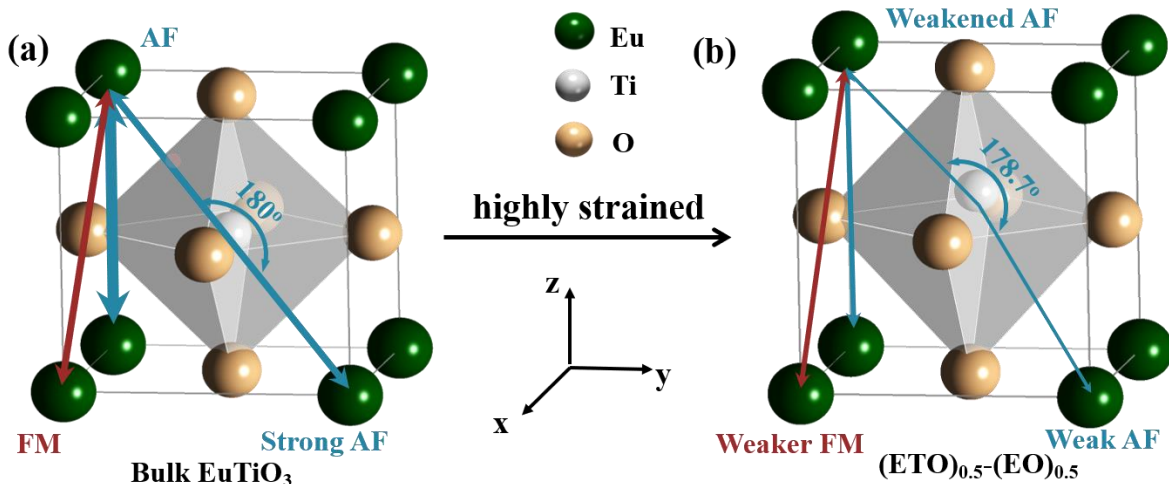 (a)
AF
180°
FM
Strong AF
Bulk EuTiO₃
Eu
Ti
O
highly strained
z
y
x
(b)
Weakened AF
178.7°
Weaker FM
Weak AF
(ETO)₀.₅-(EO)₀.₅